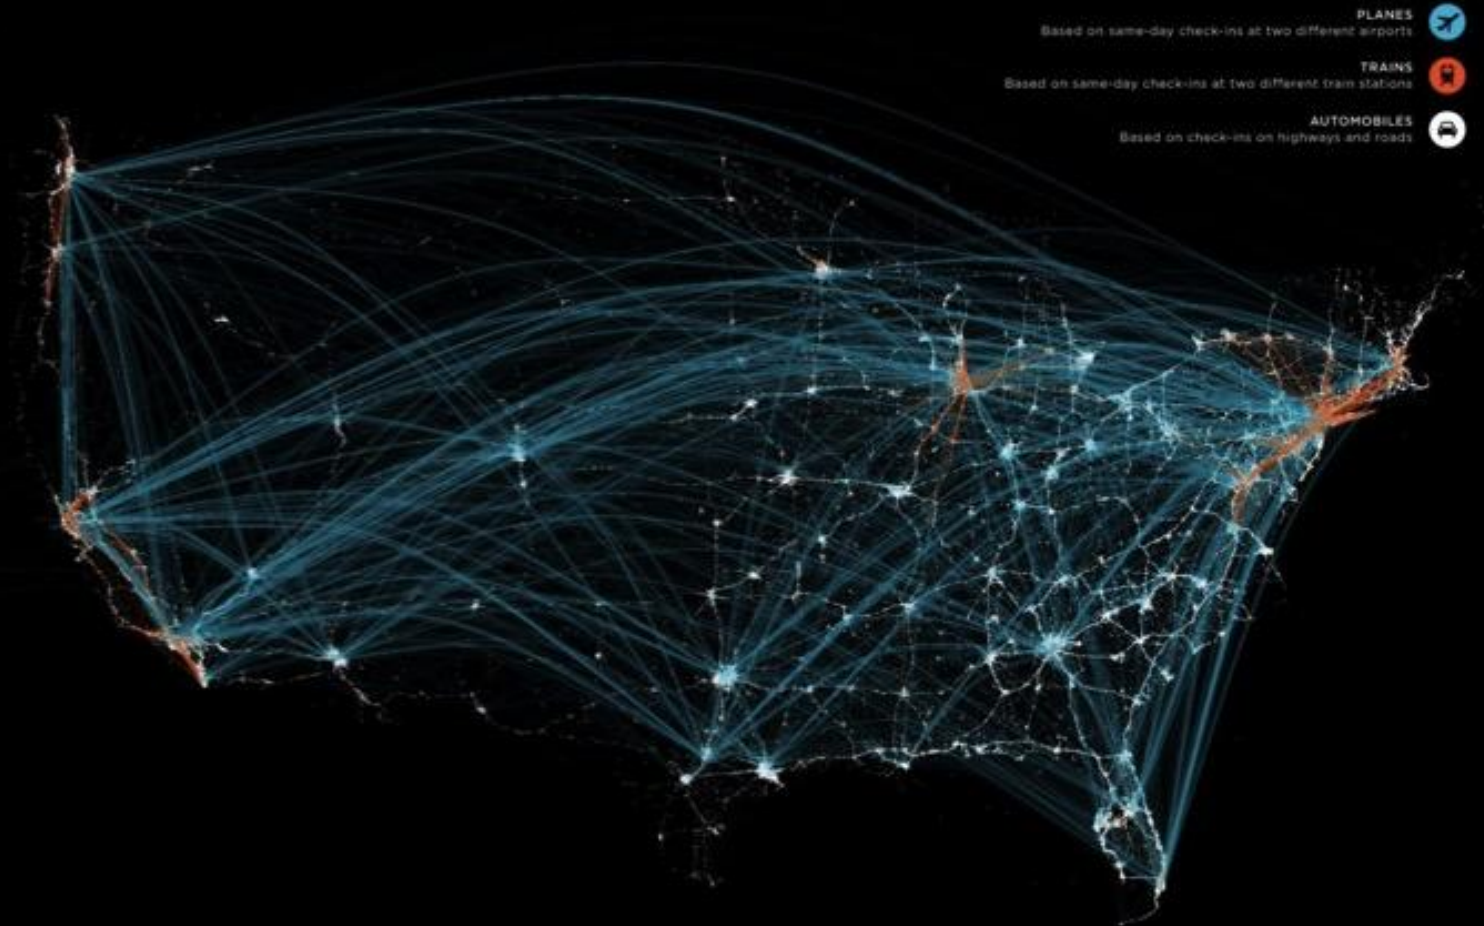 PLANES
Based on same-day check-ins at two different airports
TRAINS
Based on same-day check-ins at two different train stations
AUTOMOBILES
Based on check-ins on highways and roads